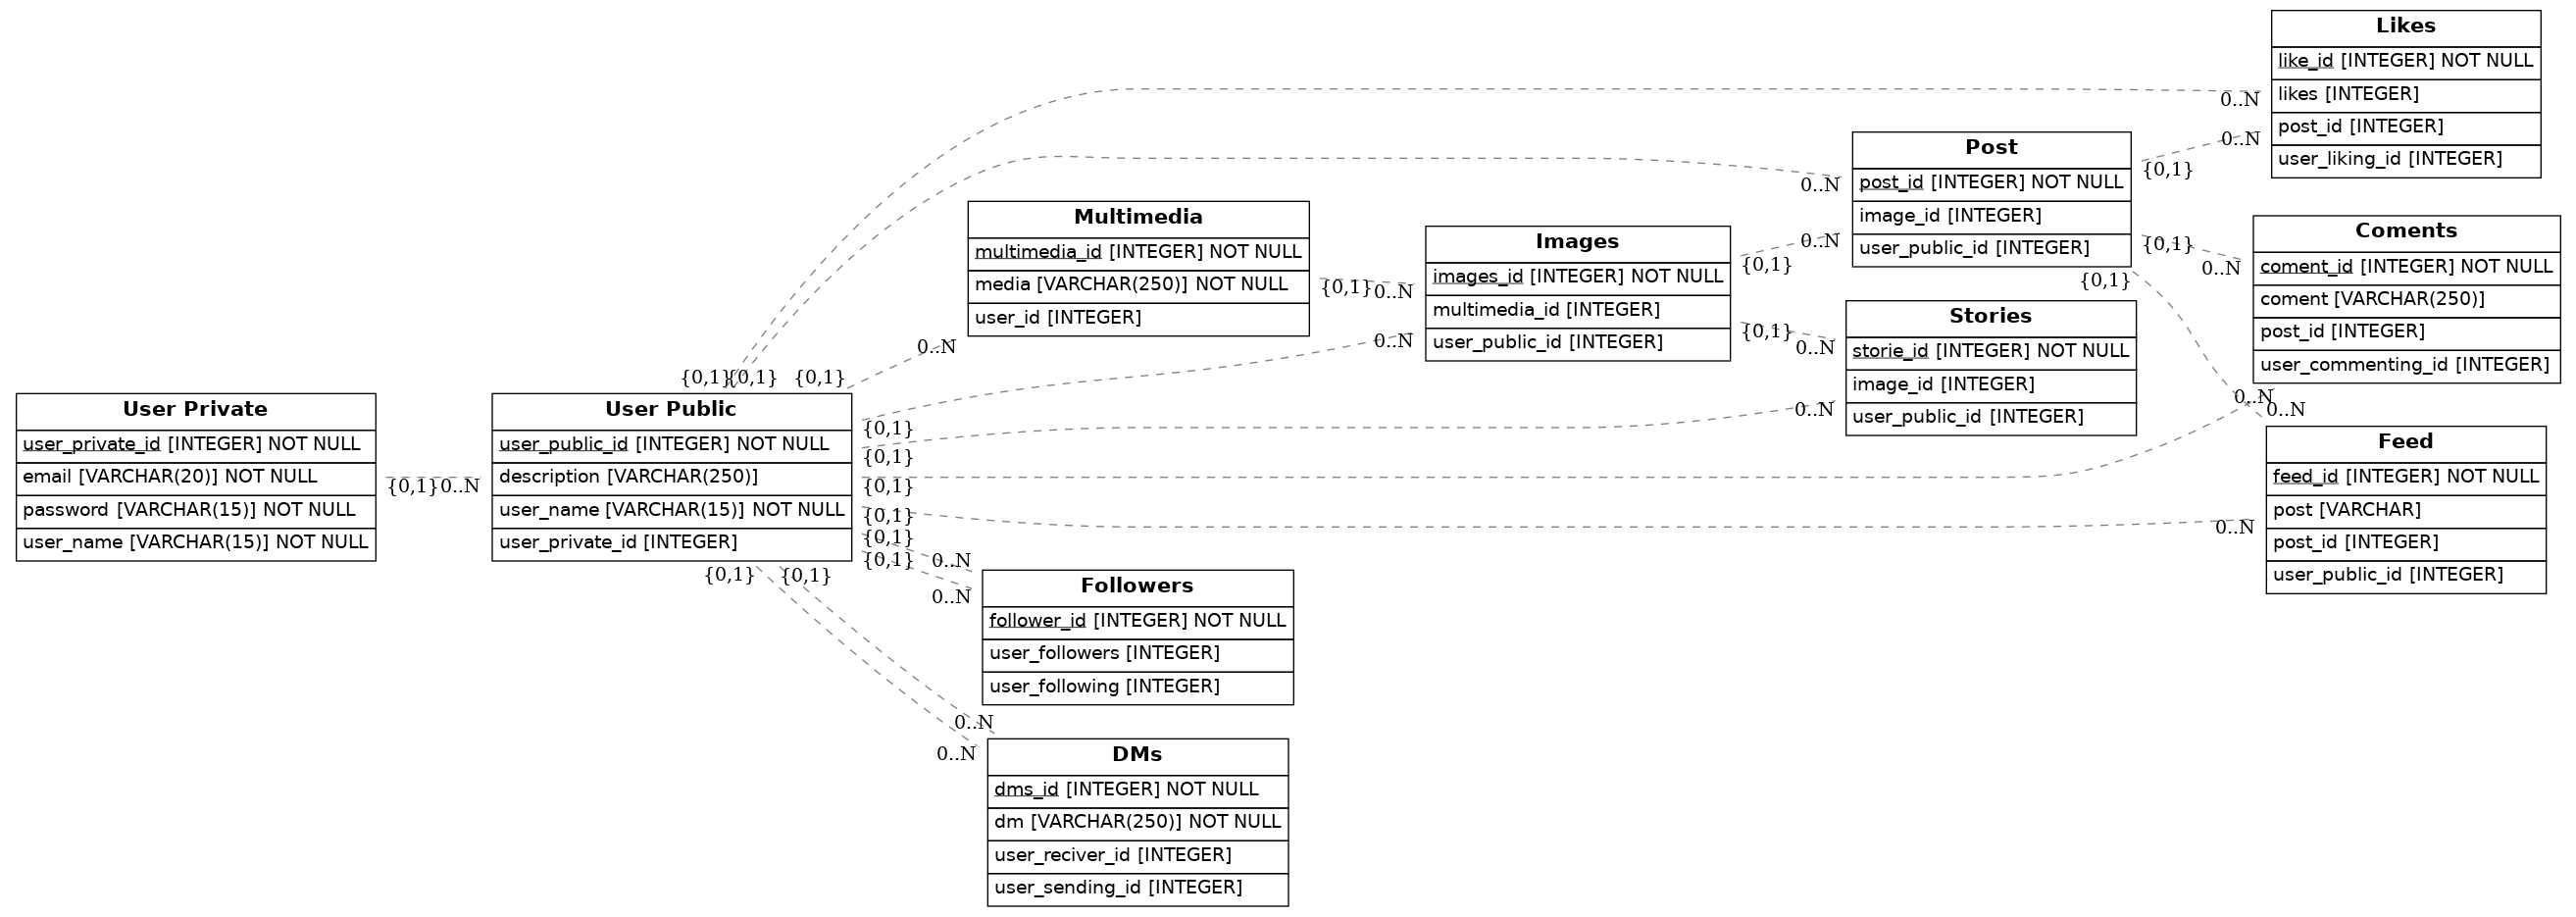 Likes
like_id [INTEGER] NOT NULL
likes [INTEGER]
post_id [INTEGER]
user_liking_id [INTEGER]
0..N
0..N
Post
post_id [INTEGER] NOT NULL
image_id [INTEGER]
user_public_id [INTEGER]
0..N
0..N
{0,1}
{0,1}
{0,1}
Multimedia
multimedia_id [INTEGER] NOT NULL
media [VARCHAR(250)] NOT NULL
user_id [INTEGER]
0..N
{0,1}
Images
images_id [INTEGER] NOT NULL
multimedia_id [INTEGER]
user_public_id [INTEGER]
0..N
0..N
{0,1}
{0,1}
Coments
coment_id [INTEGER] NOT NULL
coment [VARCHAR(250)]
post_id [INTEGER]
user_commenting_id [INTEGER]
0..N
0..N
Stories
storie_id [INTEGER] NOT NULL
image_id [INTEGER]
user_public_id [INTEGER]
0..N
0..N
User Private
user_private_id [INTEGER] NOT NULL
email [VARCHAR(20)] NOT NULL
password [VARCHAR(15)] NOT NULL
user_name [VARCHAR(15)] NOT NULL
{0,1}
0..N
{0,1}
{0,1}
{0,1}
User Public
user_public_id [INTEGER] NOT NULL
description [VARCHAR(250)]
user_name [VARCHAR(15)] NOT NULL
user_private_id [INTEGER]
{0,1}
{0,1}
{0,1}
{0,1}
{0,1}
{0,1}
{0,1}
{0,1}
0..N
0..N
Feed
feed_id [INTEGER] NOT NULL
post [VARCHAR]
post_id [INTEGER]
user_public_id [INTEGER]
0..N
0..N
Followers
follower_id [INTEGER] NOT NULL
user_followers [INTEGER]
user_following [INTEGER]
0..N
0..N
DMs
dms_id [INTEGER] NOT NULL
dm [VARCHAR(250)] NOT NULL
user_reciver_id [INTEGER]
user_sending_id [INTEGER]